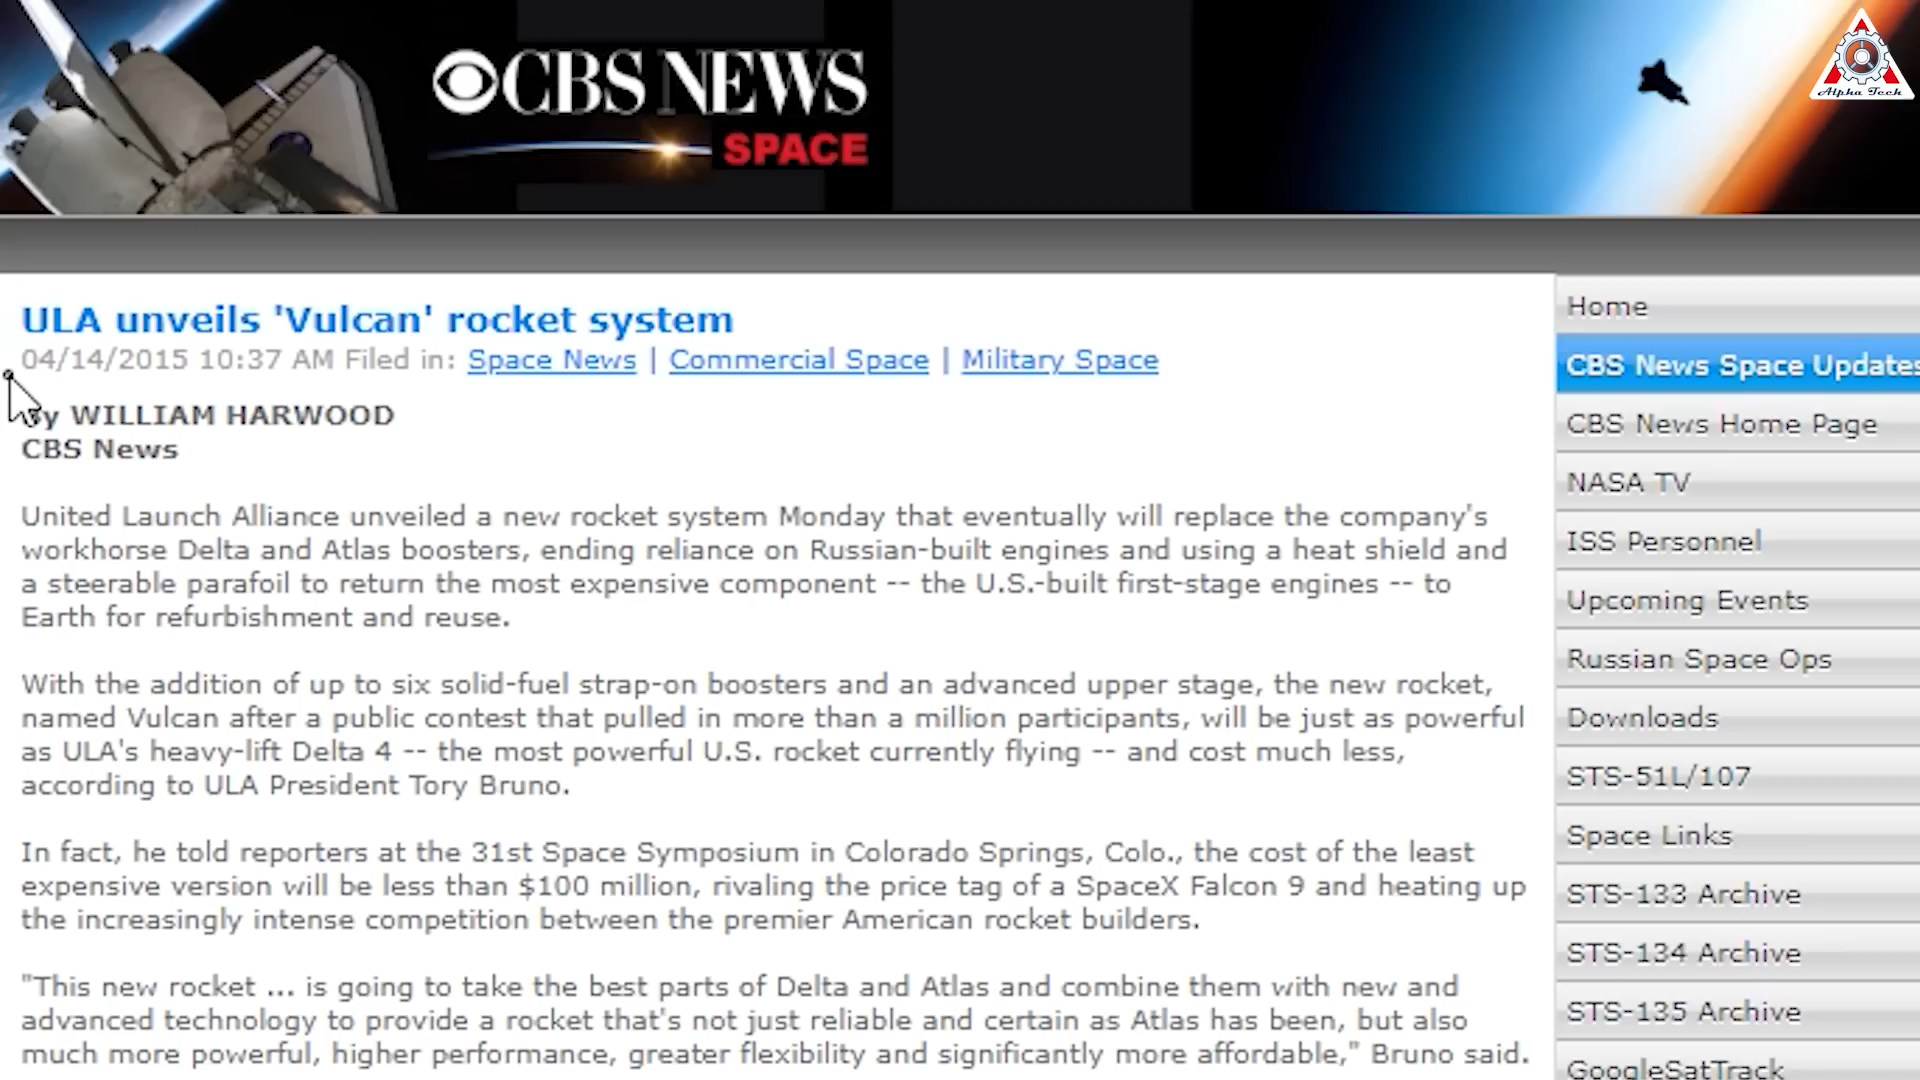 CBS NEWS
SPACE
Alpha Tech
ULA unveils 'Vulcan' rocket system
04/14/2015 10:37 AM Filed in: Space News | Commercial Space | Military Space
By WILLIAM HARWOOD
CBS News
United Launch Alliance unveiled a new rocket system Monday that eventually will replace the company's
workhorse Delta and Atlas boosters, ending reliance on Russian-built engines and using a heat shield and
a steerable parafoil to return the most expensive component -- the U.S.-built first-stage engines -- to
Earth for refurbishment and reuse.
With the addition of up to six solid-fuel strap-on boosters and an advanced upper stage, the new rocket,
named Vulcan after a public contest that pulled in more than a million participants, will be just as powerful
as ULA's heavy-lift Delta 4 -- the most powerful U.S. rocket currently flying -- and cost much less,
according to ULA President Tory Bruno.
In fact, he told reporters at the 31st Space Symposium in Colorado Springs, Colo., the cost of the least
expensive version will be less than $100 million, rivaling the price tag of a SpaceX Falcon 9 and heating up
the increasingly intense competition between the premier American rocket builders.
"This new rocket ... is going to take the best parts of Delta and Atlas and combine them with new and
advanced technology to provide a rocket that's not just reliable and certain as Atlas has been, but also
much more powerful, higher performance, greater flexibility and significantly more affordable," Bruno said.
Home
CBS News Space Updates
CBS News Home Page
NASA TV
ISS Personnel
Upcoming Events
Russian Space Ops
Downloads
STS-51L/107
Space Links
STS-133 Archive
STS-134 Archive
STS-135 Archive
GoogleSatTrack